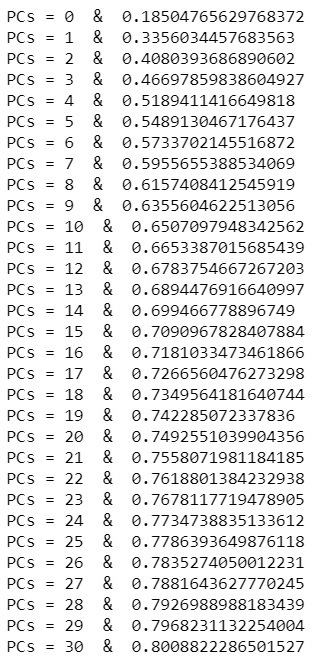 PCs = 0 & 0.18504765629768372
PCs = 1 & 0.3356034457683563
PCs = 2 & 0.4080393686890602
PCs = 3 & 0.46697859838604927
PCs = 4 & 0.5189411416649818
PCs = 5 & 0.5489130467176437
PCs = 6 & 0.5733702145516872
PCs = 7 & 0.5955655388534069
PCs = 8 & 0.6157408412545919
PCs = 9 & 0.6355604622513056
PCs = 10 & 0.6507097948342562
PCs = 11 & 0.6653387015685439
PCs = 12 & 0.6783754667267203
PCs = 13 & 0.6894476916640997
PCs = 14 & 0.699466778896749
PCs = 15 & 0.7090967828407884
PCs = 16 & 0.7181033473461866
PCs = 17 & 0.7266560476273298
PCs = 18 & 0.7349564181640744
PCs = 19 & 0.742285072337836
PCs = 20 & 0.7492551039904356
PCs = 21 & 0.7558071981184185
PCs = 22 & 0.7618801384232938
PCs = 23 & 0.7678117719478905
PCs = 24 & 0.7734738835133612
PCs = 25 & 0.7786393649876118
PCs = 26 & 0.7835274050012231
PCs = 27 & 0.7881643627770245
PCs = 28 & 0.7926988988183439
PCs = 29 & 0.7968231132254004
PCs = 30 & 0.8008822286501527